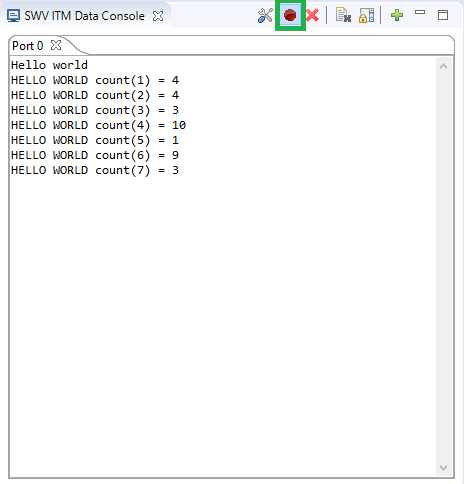 SWV ITM Data Console
Port 0
Hello world
HELLO WORLD count(1) = 4
HELLO WORLD count(2) = 4
HELLO WORLD count(3) = 3
HELLO WORLD count(4) = 10
HELLO WORLD count(5) = 1
HELLO WORLD count(6) = 9
HELLO WORLD count(7) = 3